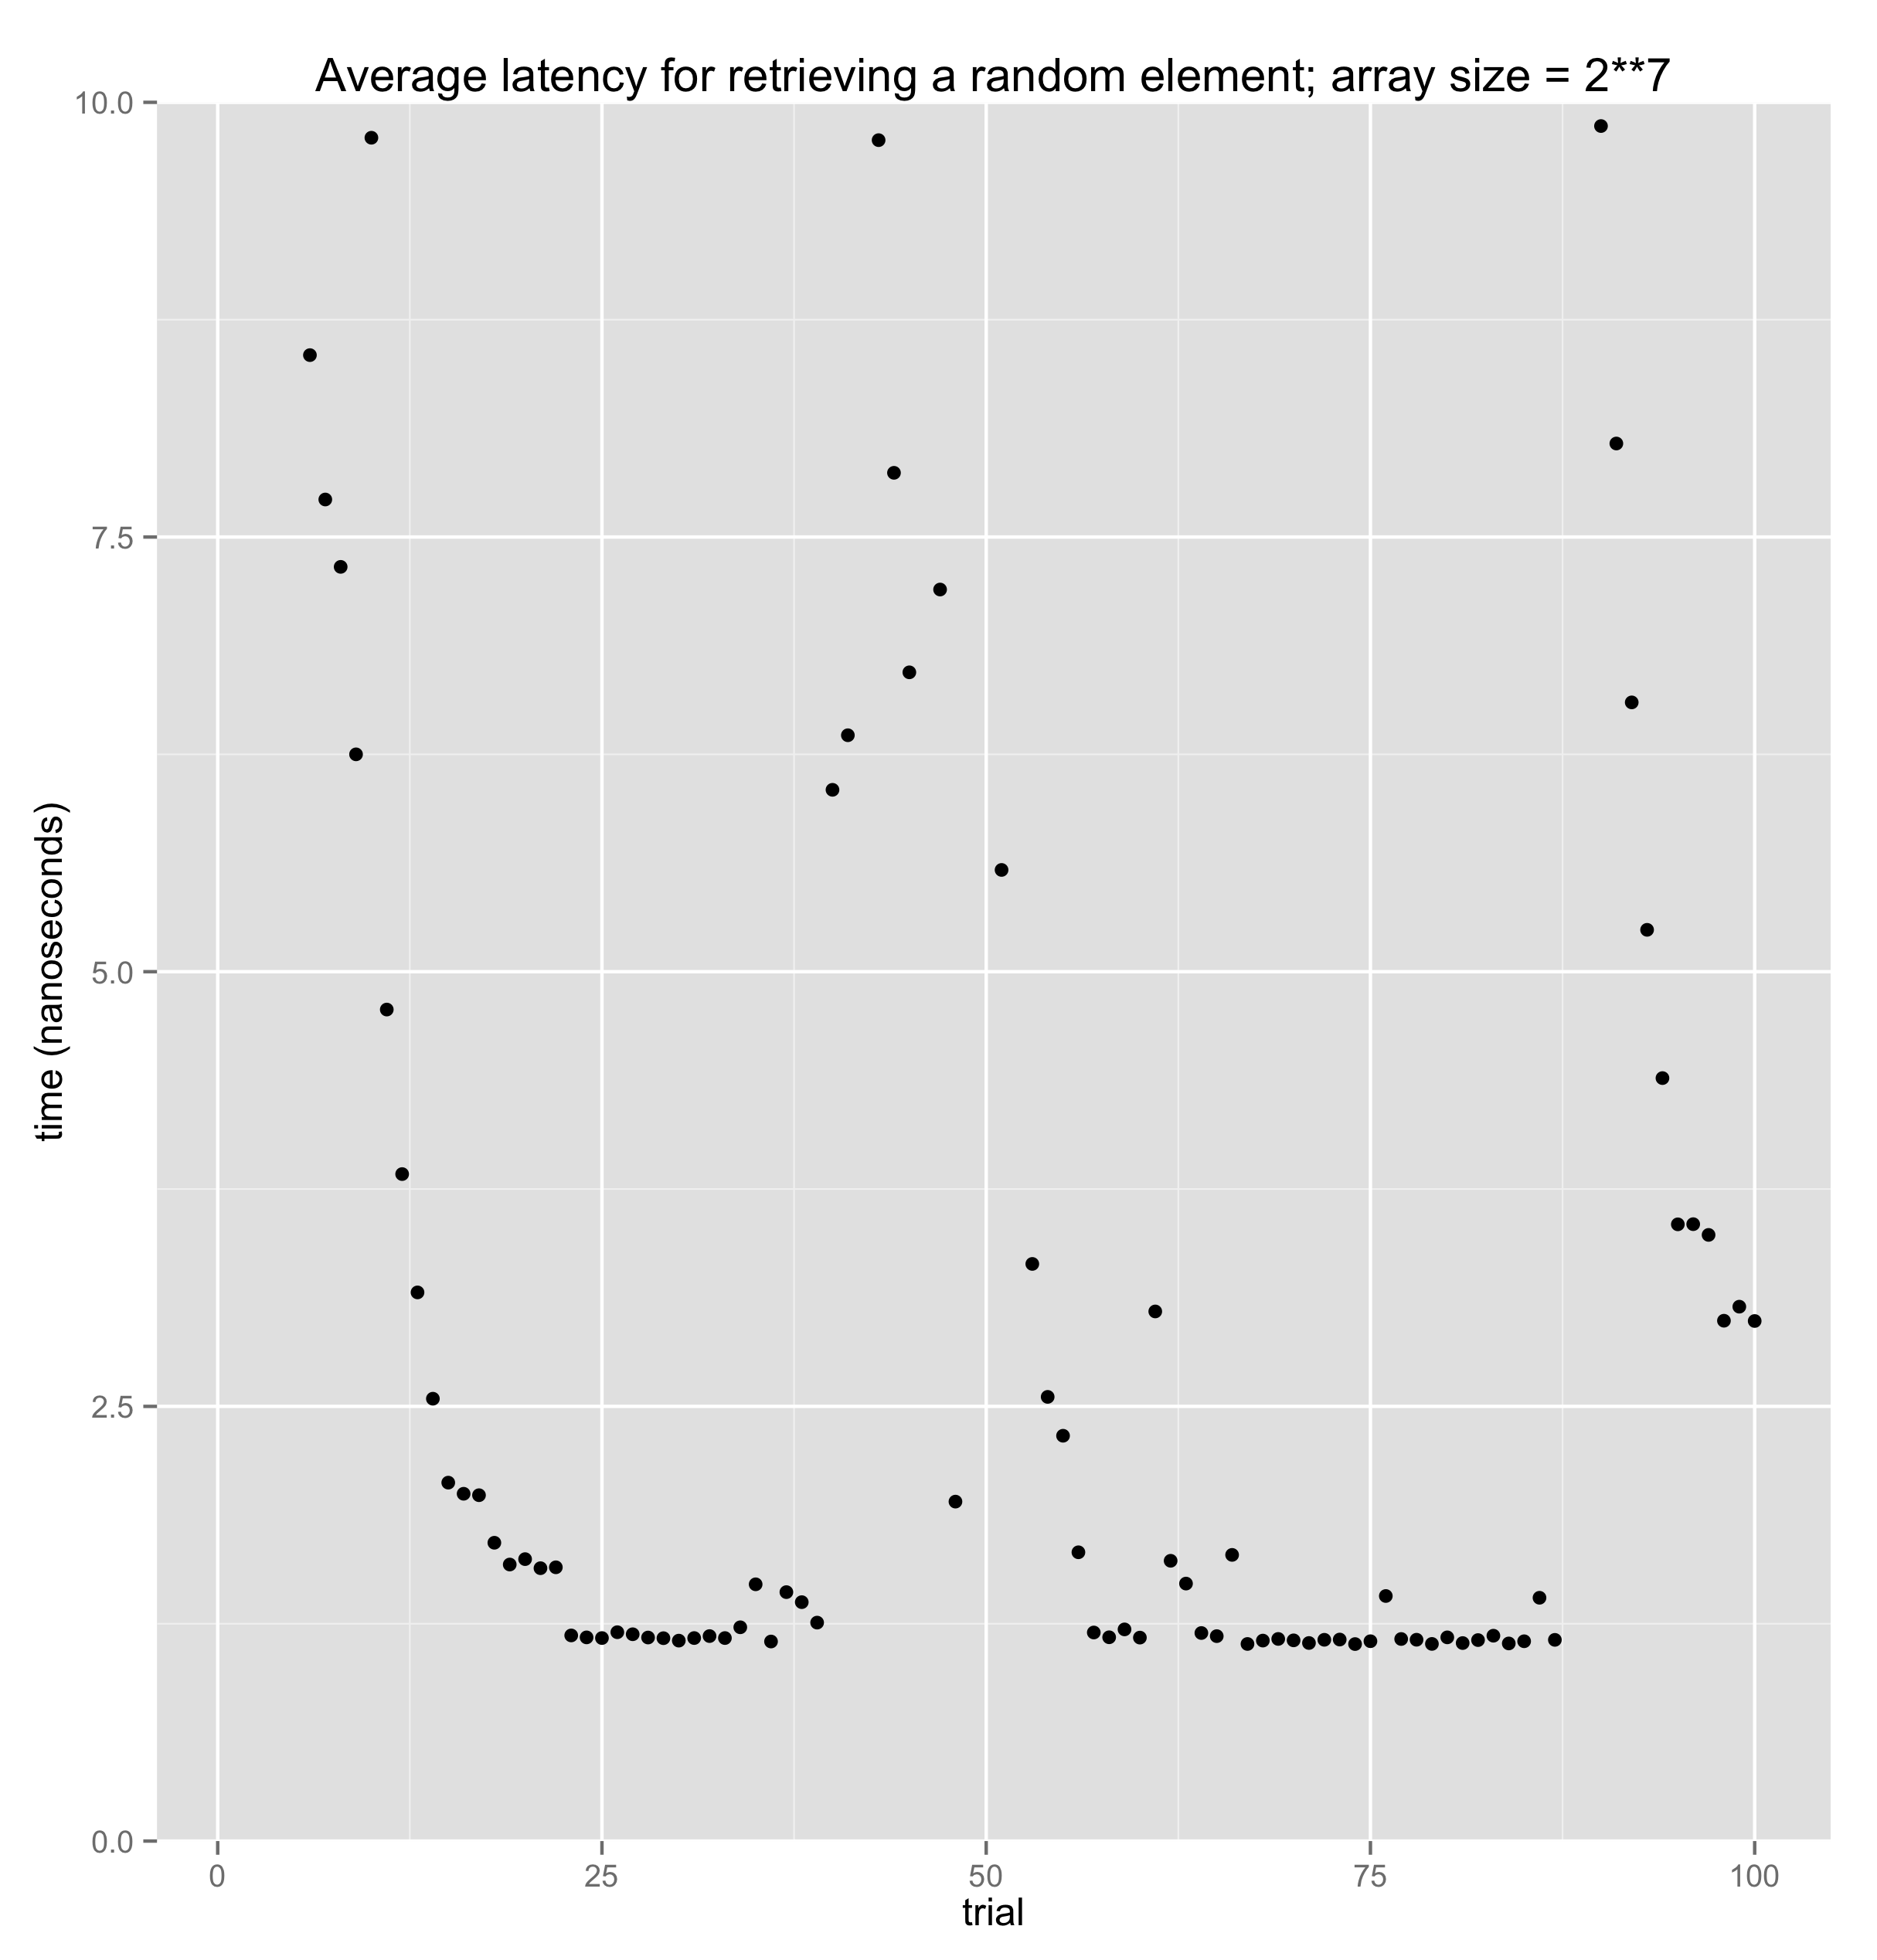 Average latency for retrieving a random element; array size = 2**7
10.0
7.5
5.0
2.5
0.0
time (nanoseconds)
0 25 50 75 100
trial